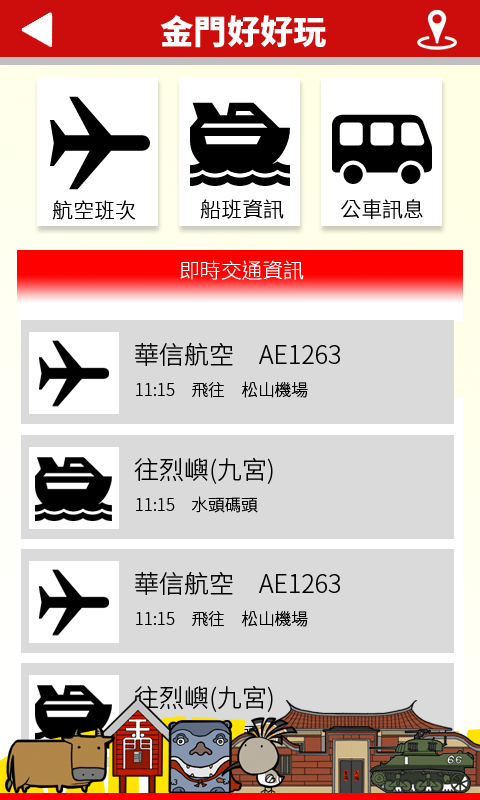 金門好好玩
航空班次
船班資訊
公車訊息
即時交通資訊
華信航空 AE1263
11:15 飛往 松山機場
往烈嶼(九宮)
11:15 水頭碼頭
華信航空 AE1263
11:15 飛往 松山機場
往烈嶼(九宮)
66